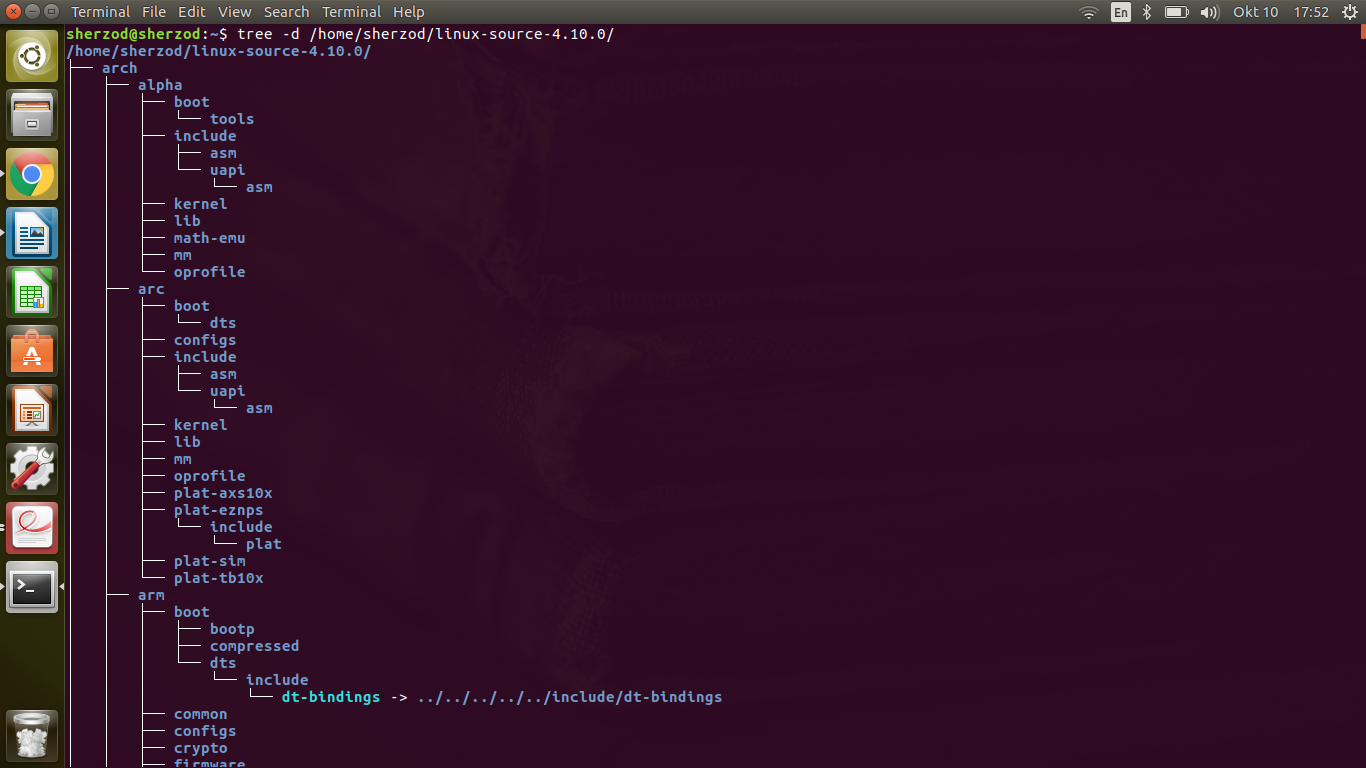 Terminal File Edit View Search Terminal Help En Okt 10 17:52
sherzod@sherzod:~$ tree -d /home/sherzod/linux-source-4.10.0/
/home/sherzod/linux-source-4.10.0/
├── arch
│   ├── alpha
│   │   ├── boot
│   │   │   └── tools
│   │   ├── include
│   │   │   ├── asm
│   │   │   └── uapi
│   │   │       └── asm
│   │   ├── kernel
│   │   ├── lib
│   │   ├── math-emu
│   │   ├── mm
│   │   └── oprofile
│   ├── arc
│   │   ├── boot
│   │   │   └── dts
│   │   ├── configs
│   │   ├── include
│   │   │   ├── asm
│   │   │   └── uapi
│   │   │       └── asm
│   │   ├── kernel
│   │   ├── lib
│   │   ├── mm
│   │   ├── oprofile
│   │   ├── plat-axs10x
│   │   ├── plat-eznps
│   │   │   └── include
│   │   │       └── plat
│   │   ├── plat-sim
│   │   └── plat-tb10x
│   ├── arm
│   │   ├── boot
│   │   │   ├── bootp
│   │   │   ├── compressed
│   │   │   └── dts
│   │   │       └── include
│   │   │           └── dt-bindings -> ../../../../../include/dt-bindings
│   │   ├── common
│   │   ├── configs
│   │   ├── crypto
│   │   ├── firmware